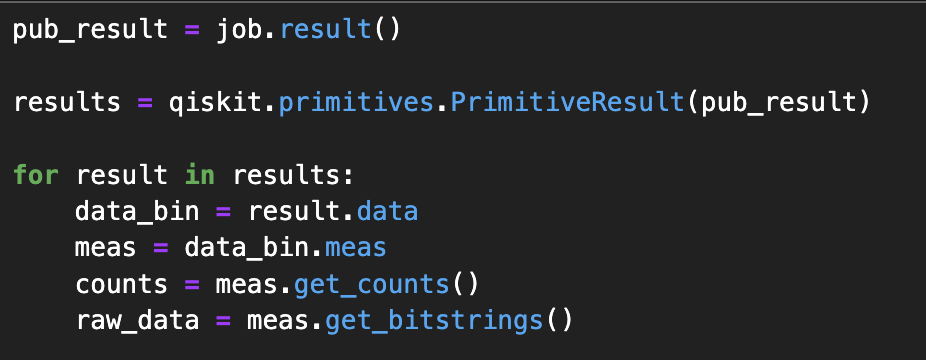 pub_result = job.result()
results = qiskit.primitives.PrimitiveResult(pub_result)
for result in results:
    data_bin = result.data
    meas = data_bin.meas
    counts = meas.get_counts()
    raw_data = meas.get_bitstrings()